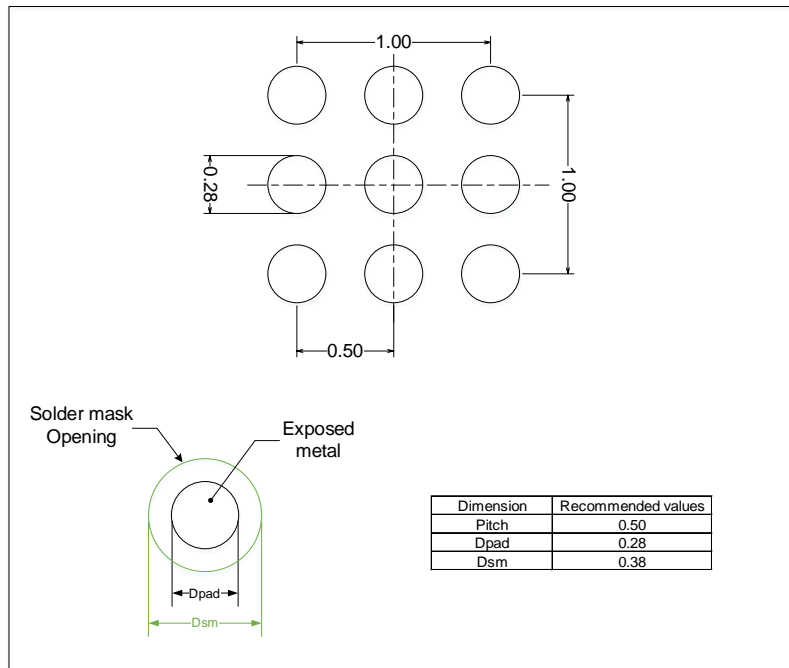 1.00
0.28
1.00
0.50
Solder mask
Opening
Exposed
metal
Dpad
Dsm
Dimension Recommended values
Pitch 0.50
Dpad 0.28
Dsm 0.38